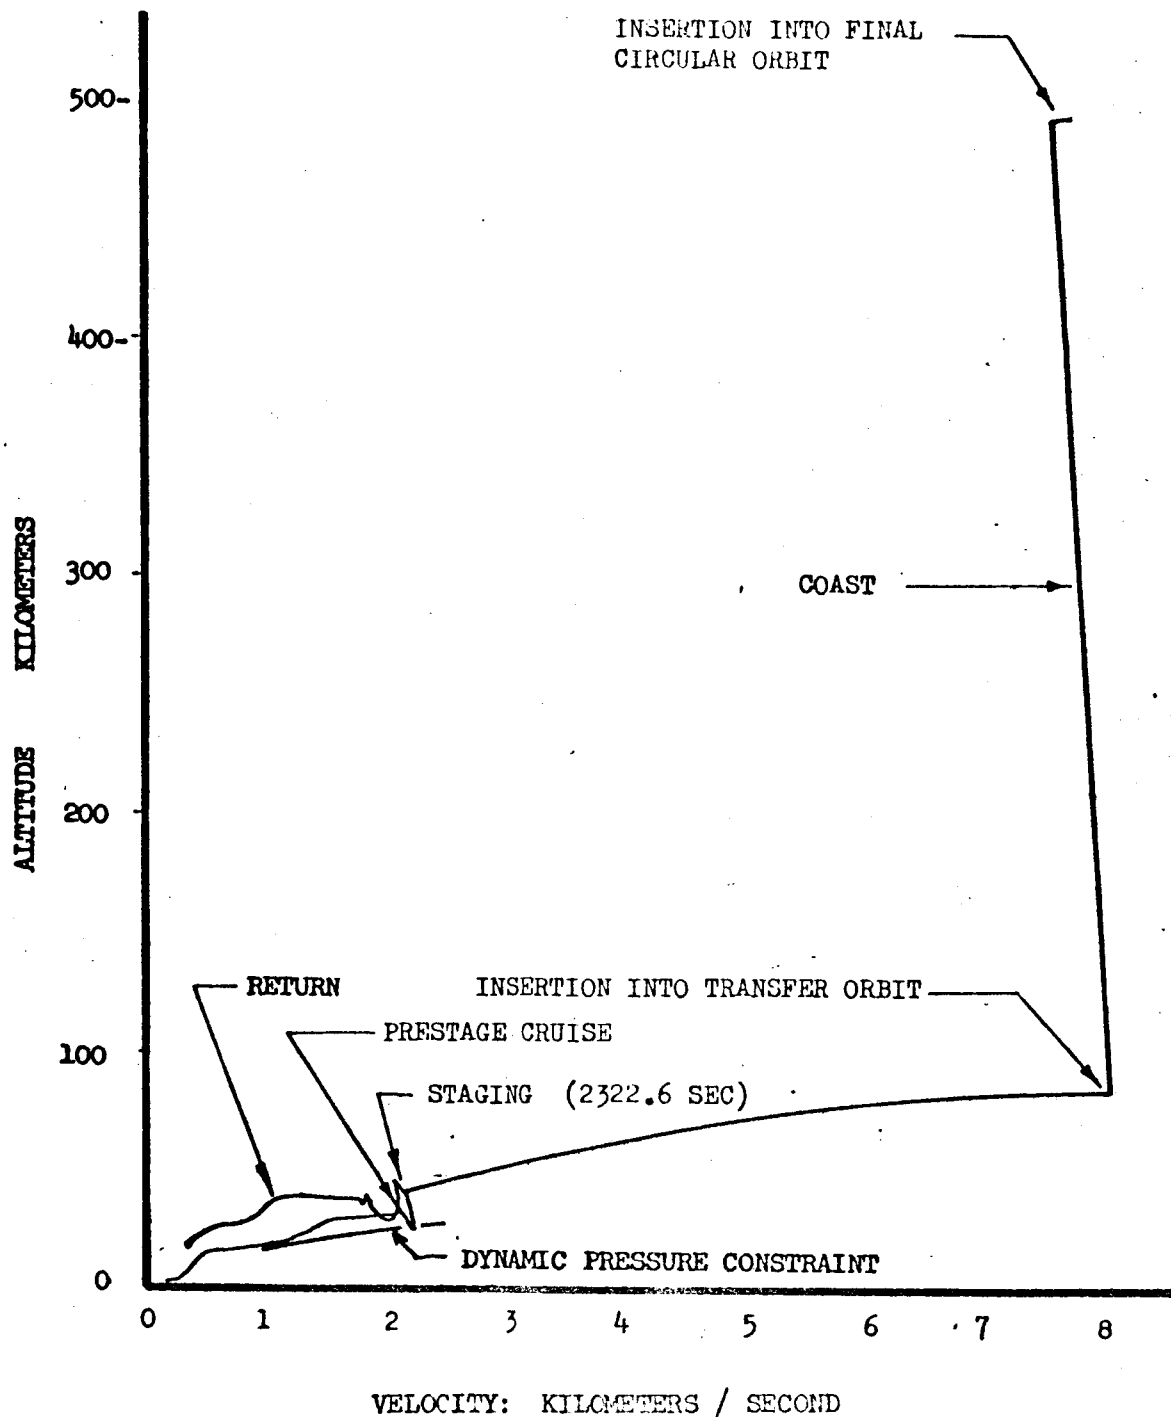 INSERTION INTO FINAL
CIRCULAR ORBIT
500
400
300
COAST
ALTITUDE KILOMETERS
200
RETURN
INSERTION INTO TRANSFER ORBIT
PRESTAGE CRUISE
100
STAGING (2322.6 SEC)
DYNAMIC PRESSURE CONSTRAINT
0
0 1 2 3 4 5 6 7 8
VELOCITY: KILOMETERS / SECOND